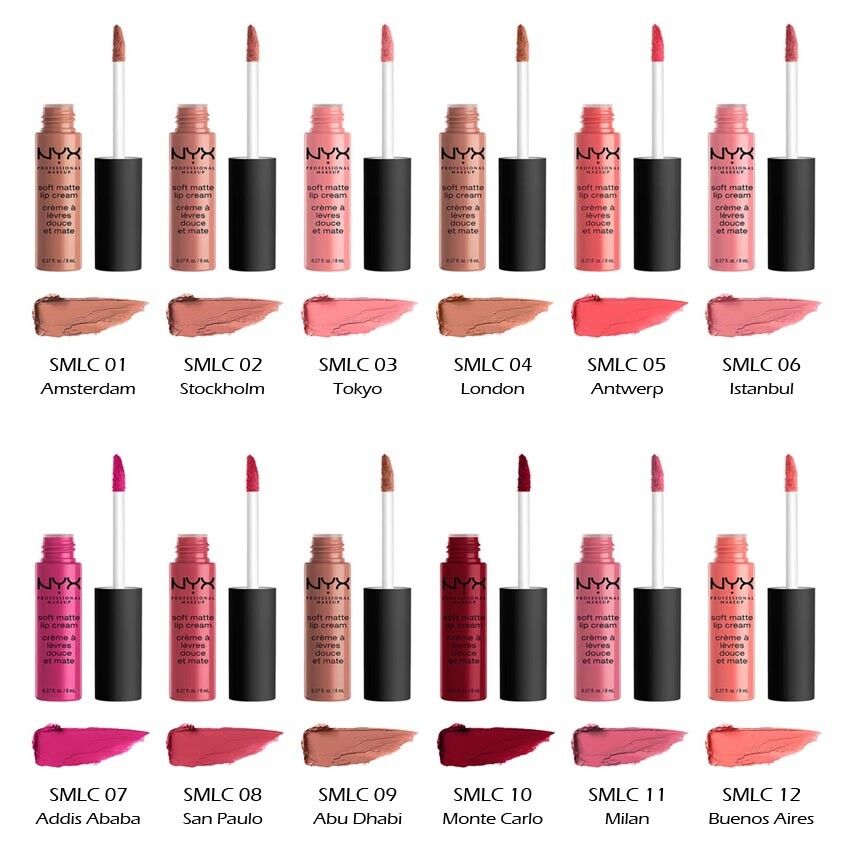 NYX
PROFESSIONAL
MAKEUP
soft matte
lip cream
crème à
lèvres
douce
et mate
0.27 fl. oz. / 8 mL
NYX
PROFESSIONAL
MAKEUP
soft matte
lip cream
crème à
lèvres
douce
et mate
0.27 fl. oz. / 8 mL
NYX
PROFESSIONAL
MAKEUP
soft matte
lip cream
crème à
lèvres
douce
et mate
0.27 fl. oz. / 8 mL
NYX
PROFESSIONAL
MAKEUP
soft matte
lip cream
crème à
lèvres
douce
et mate
0.27 fl. oz. / 8 mL
NYX
PROFESSIONAL
MAKEUP
soft matte
lip cream
crème à
lèvres
douce
et mate
0.27 fl. oz. / 8 mL
NYX
PROFESSIONAL
MAKEUP
soft matte
lip cream
crème à
lèvres
douce
et mate
0.27 fl. oz. / 8 mL
SMLC 01 SMLC 02 SMLC 03 SMLC 04 SMLC 05 SMLC 06
Amsterdam Stockholm Tokyo London Antwerp Istanbul
NYX
PROFESSIONAL
MAKEUP
soft matte
lip cream
crème à
lèvres
douce
et mate
0.27 fl. oz. / 8 mL
NYX
PROFESSIONAL
MAKEUP
soft matte
lip cream
crème à
lèvres
douce
et mate
0.27 fl. oz. / 8 mL
NYX
PROFESSIONAL
MAKEUP
soft matte
lip cream
crème à
lèvres
douce
et mate
0.27 fl. oz. / 8 mL
NYX
PROFESSIONAL
MAKEUP
soft matte
lip cream
crème à
lèvres
douce
et mate
0.27 fl. oz. / 8 mL
NYX
PROFESSIONAL
MAKEUP
soft matte
lip cream
crème à
lèvres
douce
et mate
0.27 fl. oz. / 8 mL
NYX
PROFESSIONAL
MAKEUP
soft matte
lip cream
crème à
lèvres
douce
et mate
0.27 fl. oz. / 8 mL
SMLC 07 SMLC 08 SMLC 09 SMLC 10 SMLC 11 SMLC 12
Addis Ababa San Paulo Abu Dhabi Monte Carlo Milan Buenos Aires